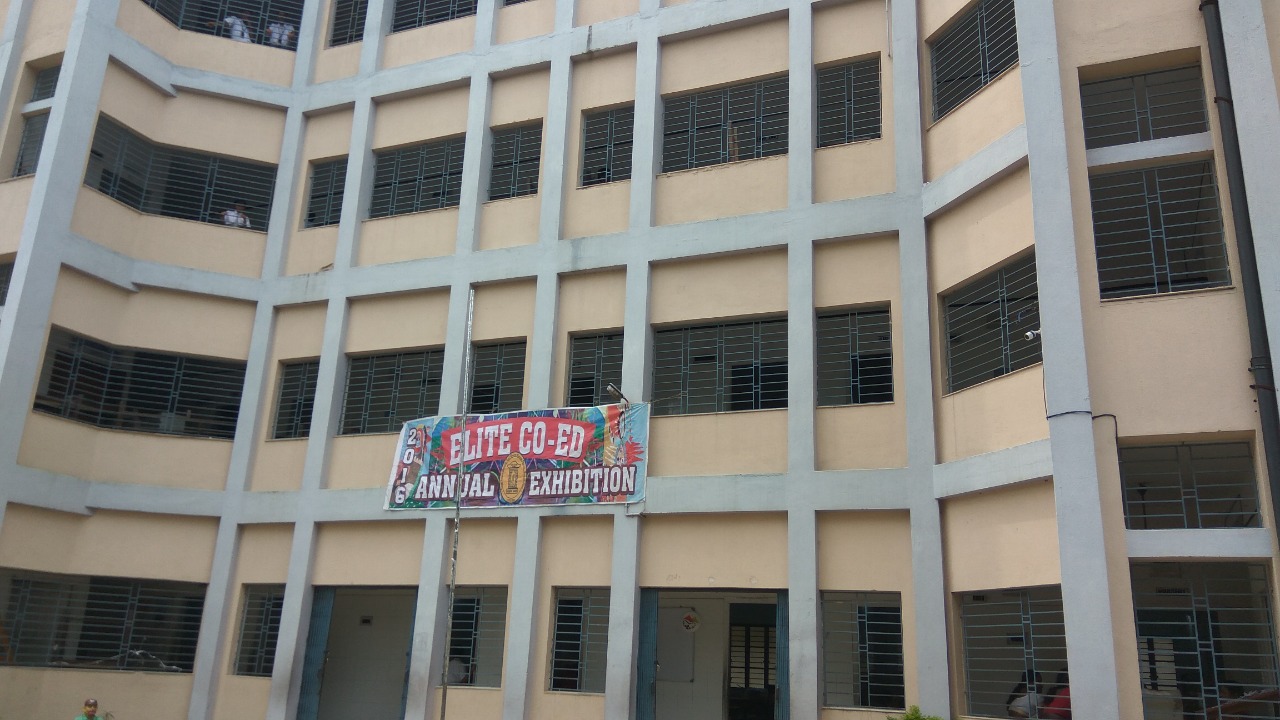 2016
ELITE CO-ED
ANNUAL EXHIBITION